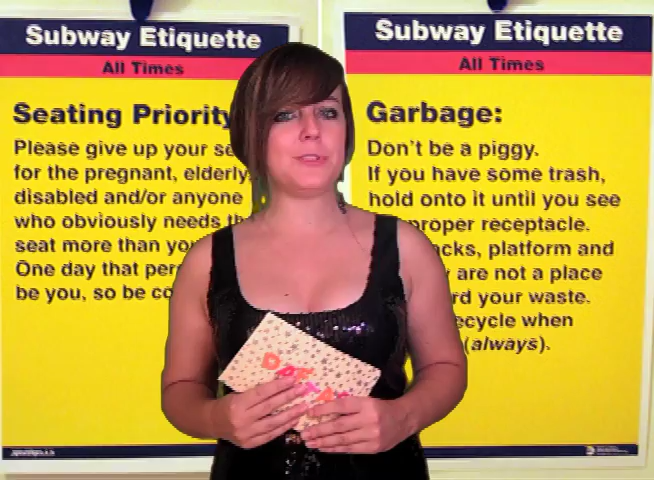 Subway Etiquette
All Times
Seating Priority
Please give up your se
for the pregnant, elderly,
disabled and/or anyone
who obviously needs th
seat more than you
One day that per
be you, so be co
Subway Etiquette
All Times
Garbage:
Don't be a piggy.
If you have some trash,
hold onto it until you see
proper receptacle.
acks, platform and
are not a place
rd your waste.
ecycle when
(always).